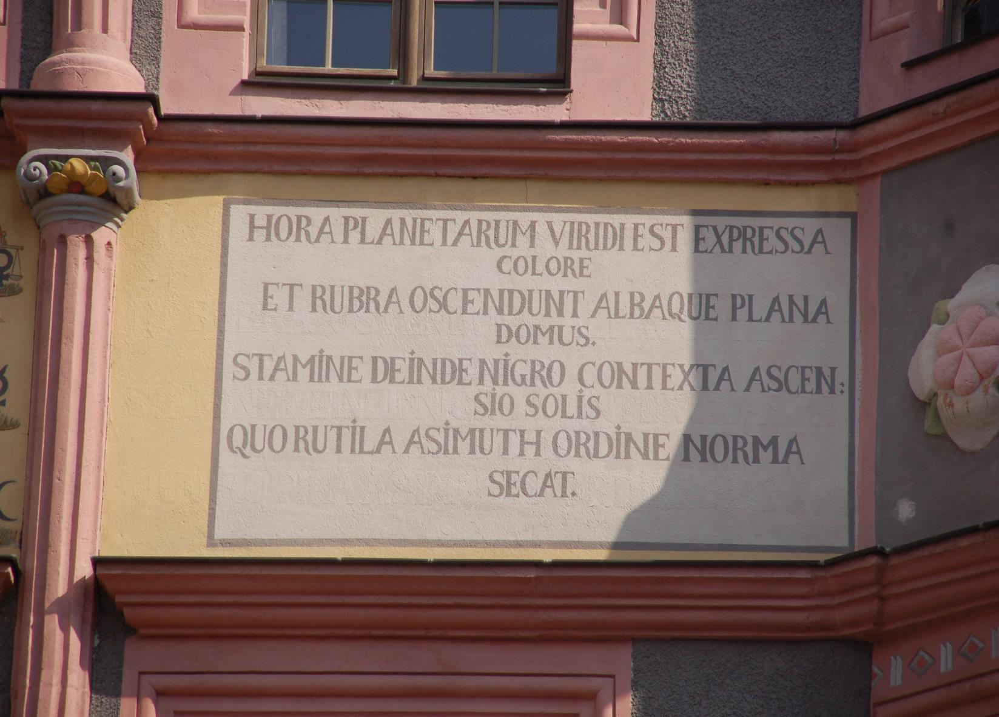 HORA PLANETARUM VIRIDI EST EXPRESSA
COLORE
ET RUBRA OSCENDUNT ALBAQUE PLANA
DOMUS.
STAMINE DEINDE NIGRO CONTEXTA ASCEN:
SIO SOLIS
QUO RUTILA ASIMUTH ORDINE NORMA
SECAT.